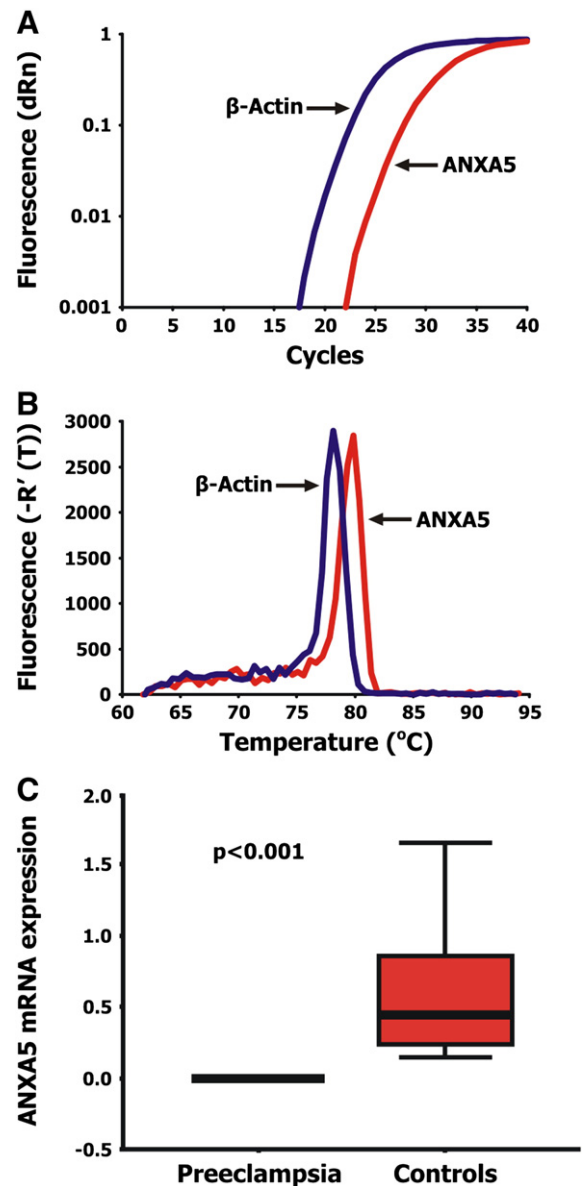 A
Fluorescence (dRn)
1
0.1
0.01
0.001
β-Actin
ANXA5
0 5 10 15 20 25 30 35 40
Cycles
B
Fluorescence (-R' (T))
3000
2500
2000
1500
1000
500
0
β-Actin
ANXA5
60 65 70 75 80 85 90 95
Temperature (°C)
C
ANXA5 mRNA expression
2.0
1.5
1.0
0.5
0.0
-0.5
p<0.001
Preeclampsia Controls